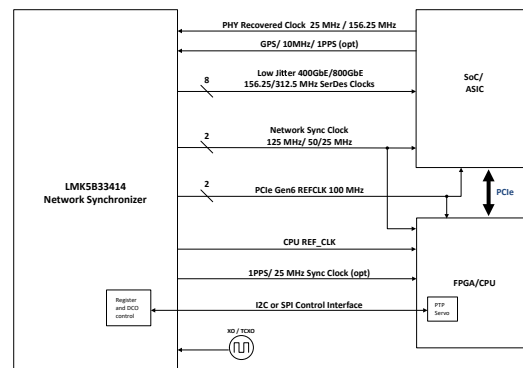 PHY Recovered Clock 25 MHz / 156.25 MHz
GPS/ 10MHz/ 1PPS (opt)
Low Jitter 400GbE/800GbE
156.25/312.5 MHz SerDes Clocks
8
SoC/
ASIC
2
Network Sync Clock
125 MHz/ 50/25 MHz
LMK5B33414
Network Synchronizer
2
PCIe Gen6 REFCLK 100 MHz
PCIe
CPU REF_CLK
1PPS/ 25 MHz Sync Clock (opt)
FPGA/CPU
I2C or SPI Control Interface
Register
and DCO
control
PTP
Servo
XO / TCXO